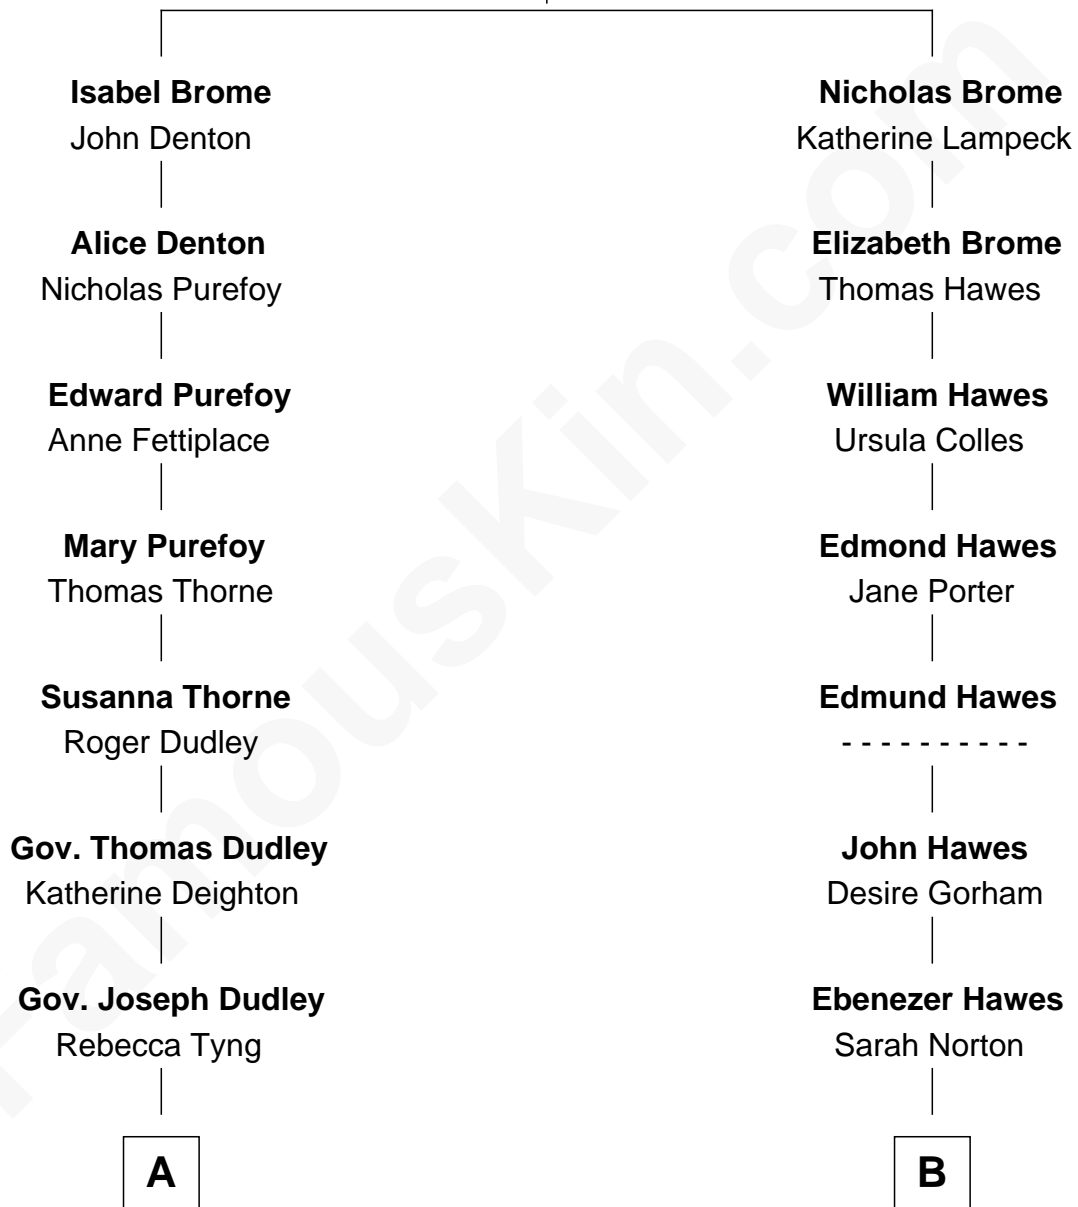 Isabel Brome
John Denton
Alice Denton
Nicholas Purefoy
Edward Purefoy
Anne Fettiplace
Mary Purefoy
Thomas Thorne
Susanna Thorne
Roger Dudley
Gov. Thomas Dudley
Katherine Deighton
Gov. Joseph Dudley
Rebecca Tyng
A
Nicholas Brome
Katherine Lampeck
Elizabeth Brome
Thomas Hawes
William Hawes
Ursula Colles
Edmond Hawes
Jane Porter
Edmund Hawes
- - - - - - - - - -
John Hawes
Desire Gorham
Ebenezer Hawes
Sarah Norton
B
FamousKin.com